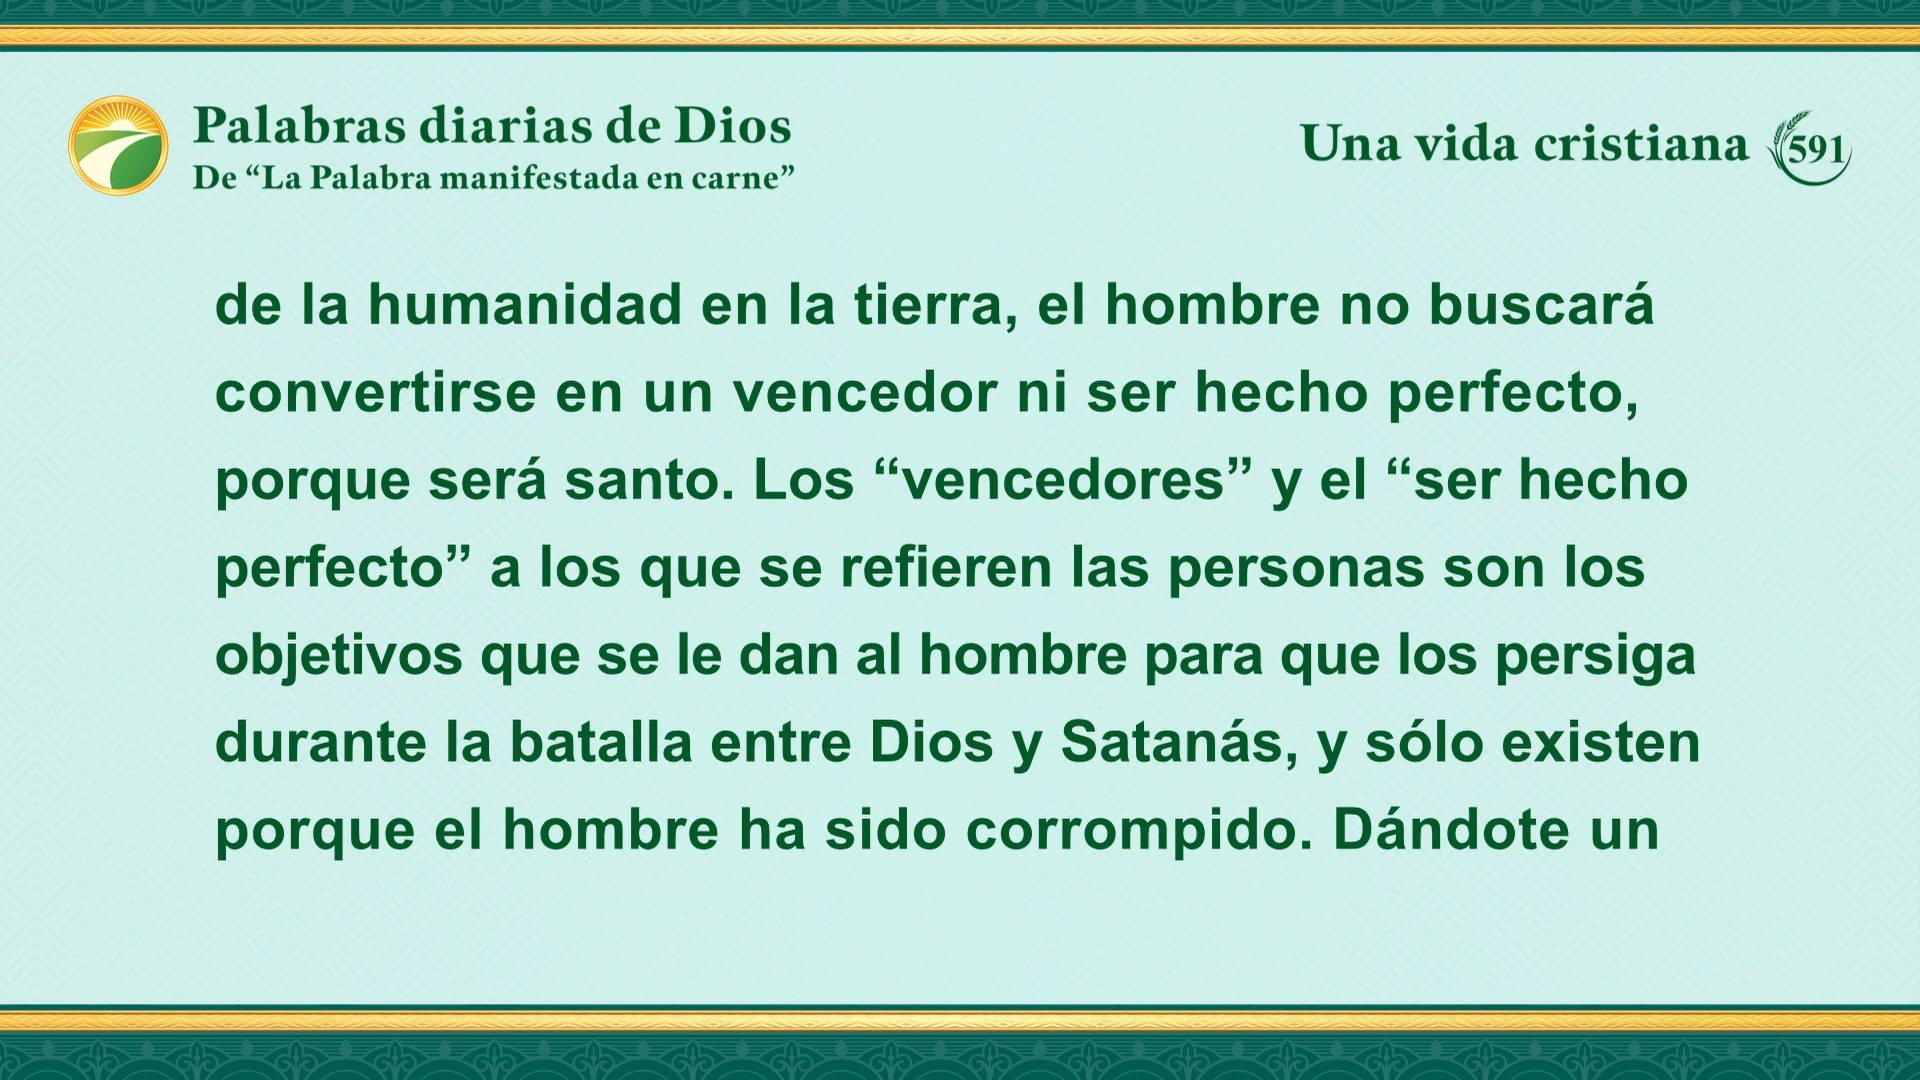 Palabras diarias de Dios
De “La Palabra manifestada en carne”
Una vida cristiana 591
de la humanidad en la tierra, el hombre no buscará
convertirse en un vencedor ni ser hecho perfecto,
porque será santo. Los “vencedores” y el “ser hecho
perfecto” a los que se refieren las personas son los
objetivos que se le dan al hombre para que los persiga
durante la batalla entre Dios y Satanás, y sólo existen
porque el hombre ha sido corrompido. Dándote un